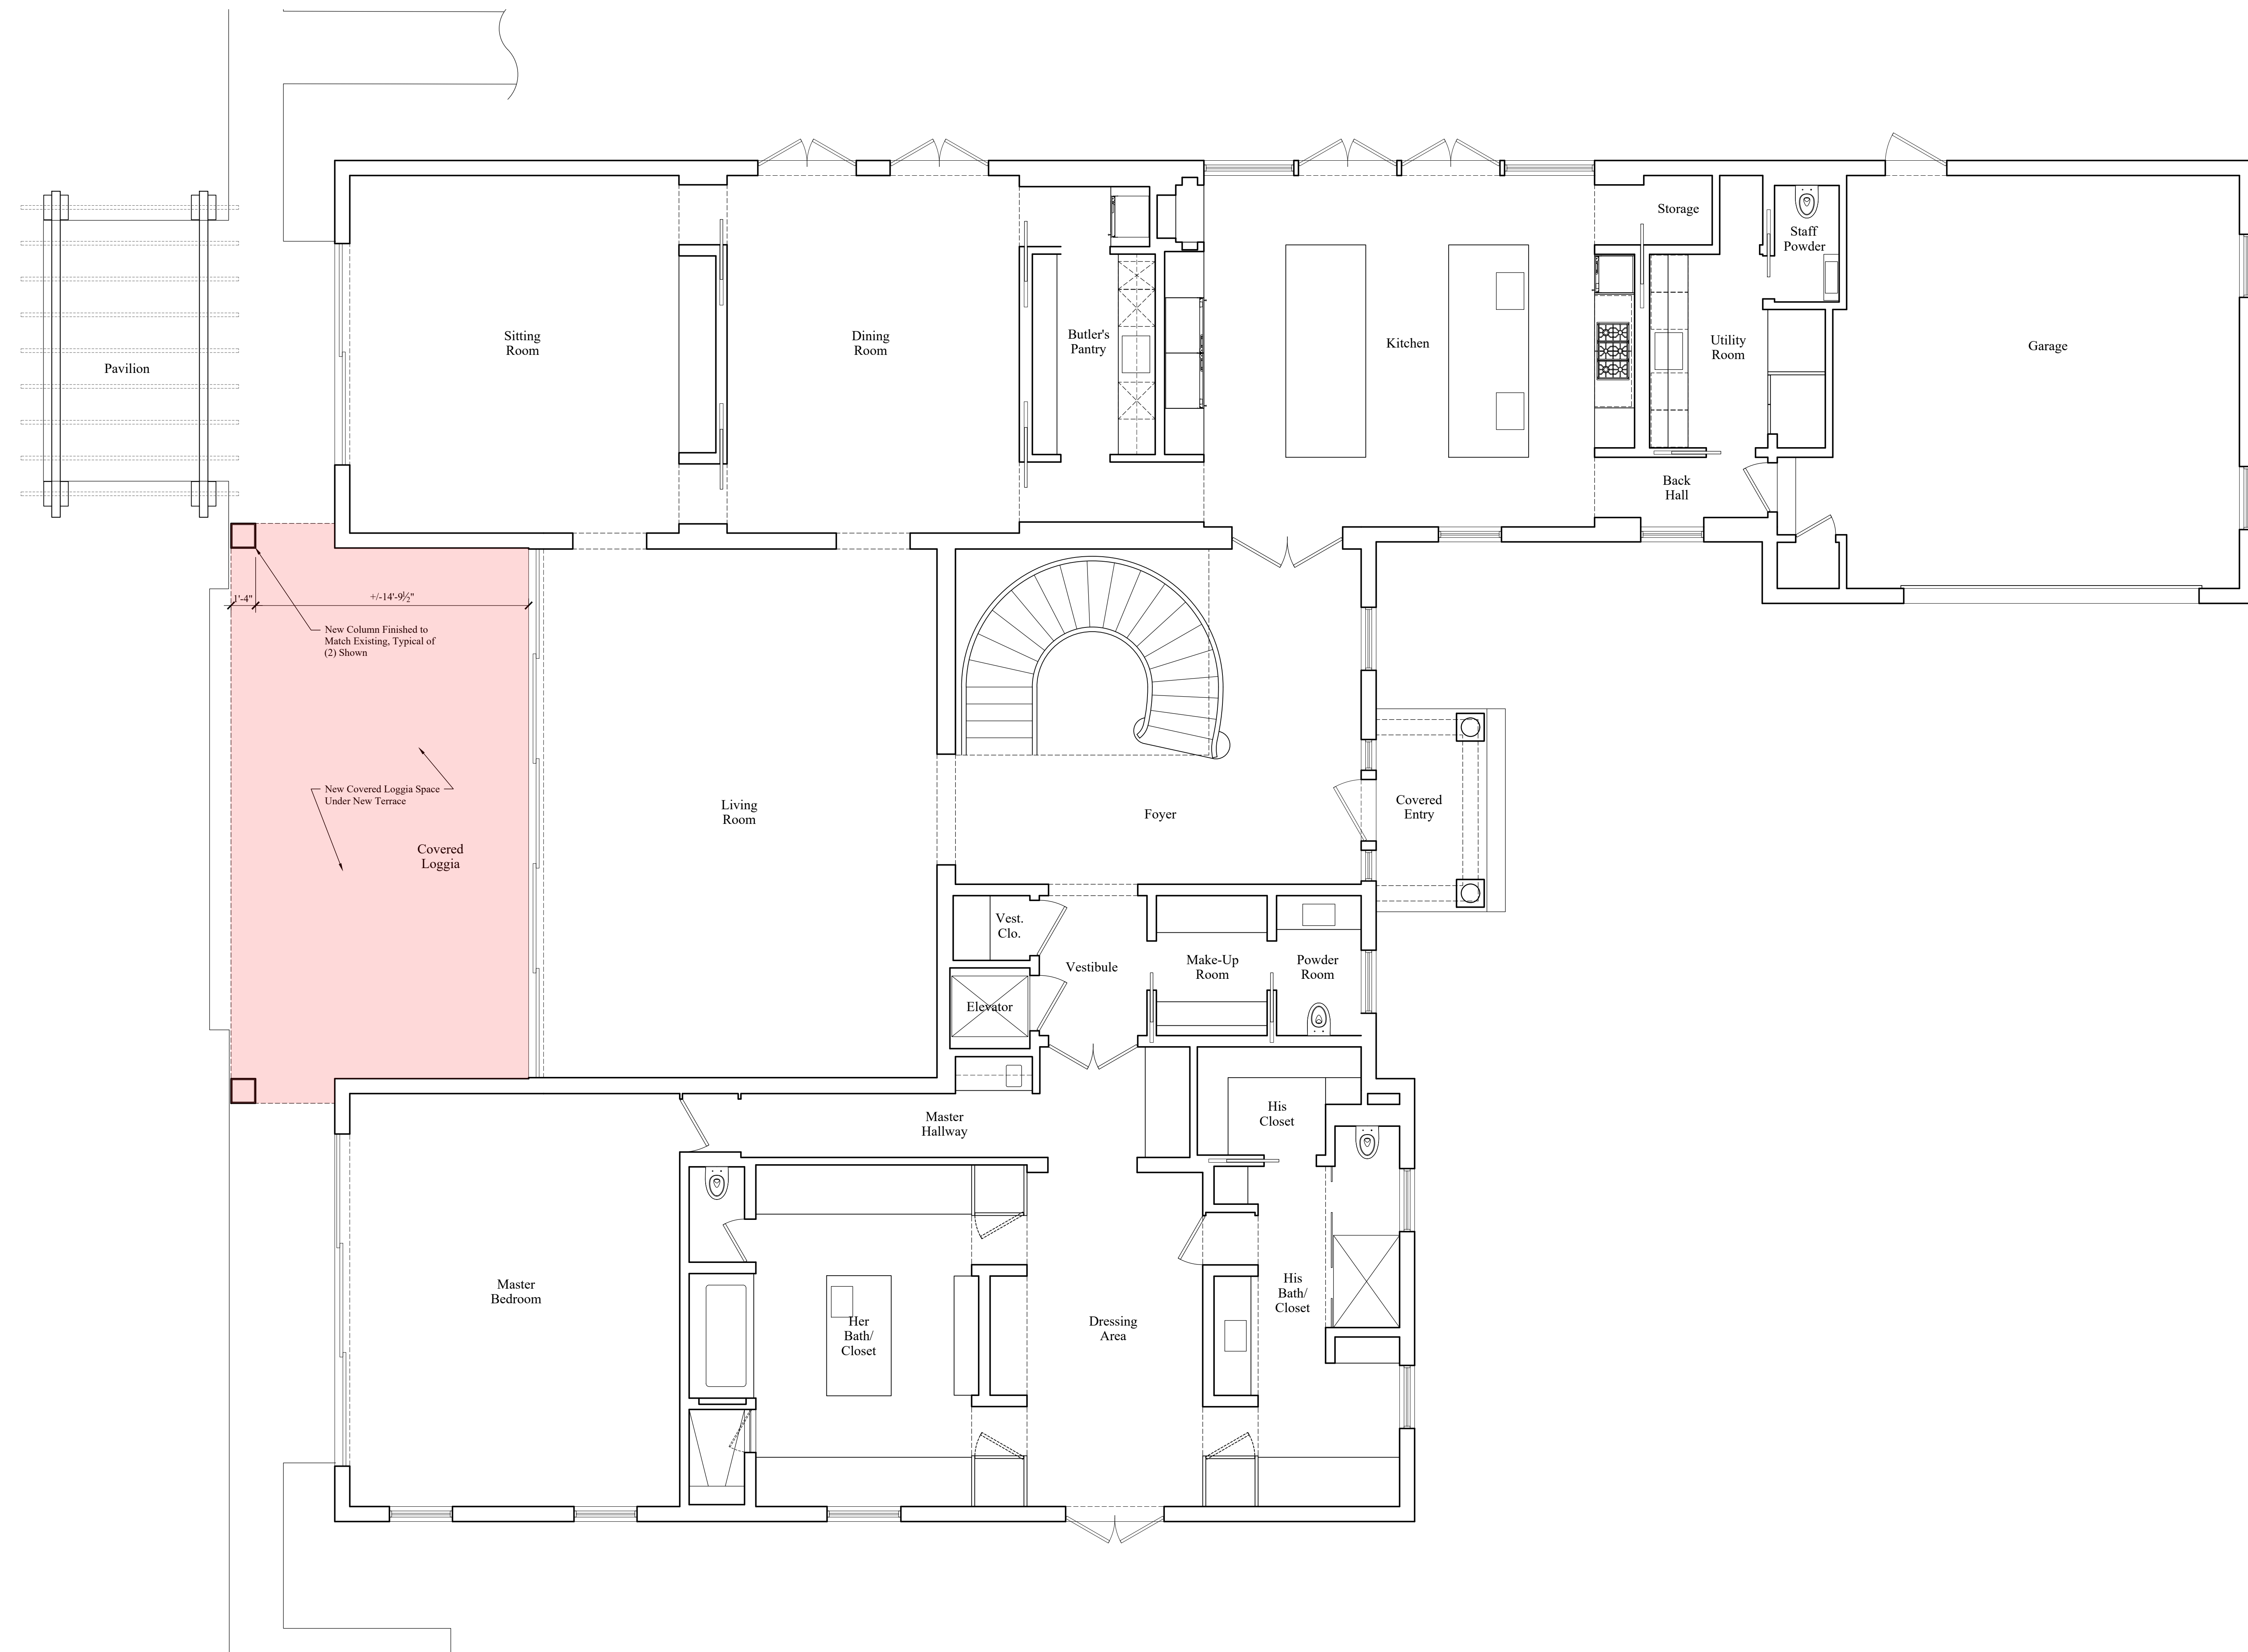 Storage
Staff
Powder
Sitting
Room
Dining
Room
Butler's
Pantry
Kitchen
Utility
Room
Garage
Pavilion
Back
Hall
1'-4"
+/-14'-9½"
New Column Finished to
Match Existing, Typical of
(2) Shown
New Covered Loggia Space
Under New Terrace
Covered
Loggia
Living
Room
Foyer
Covered
Entry
Vest.
Clo.
Vestibule
Make-Up
Room
Powder
Room
Elevator
Master
Hallway
His
Closet
Master
Bedroom
Her
Bath/
Closet
Dressing
Area
His
Bath/
Closet